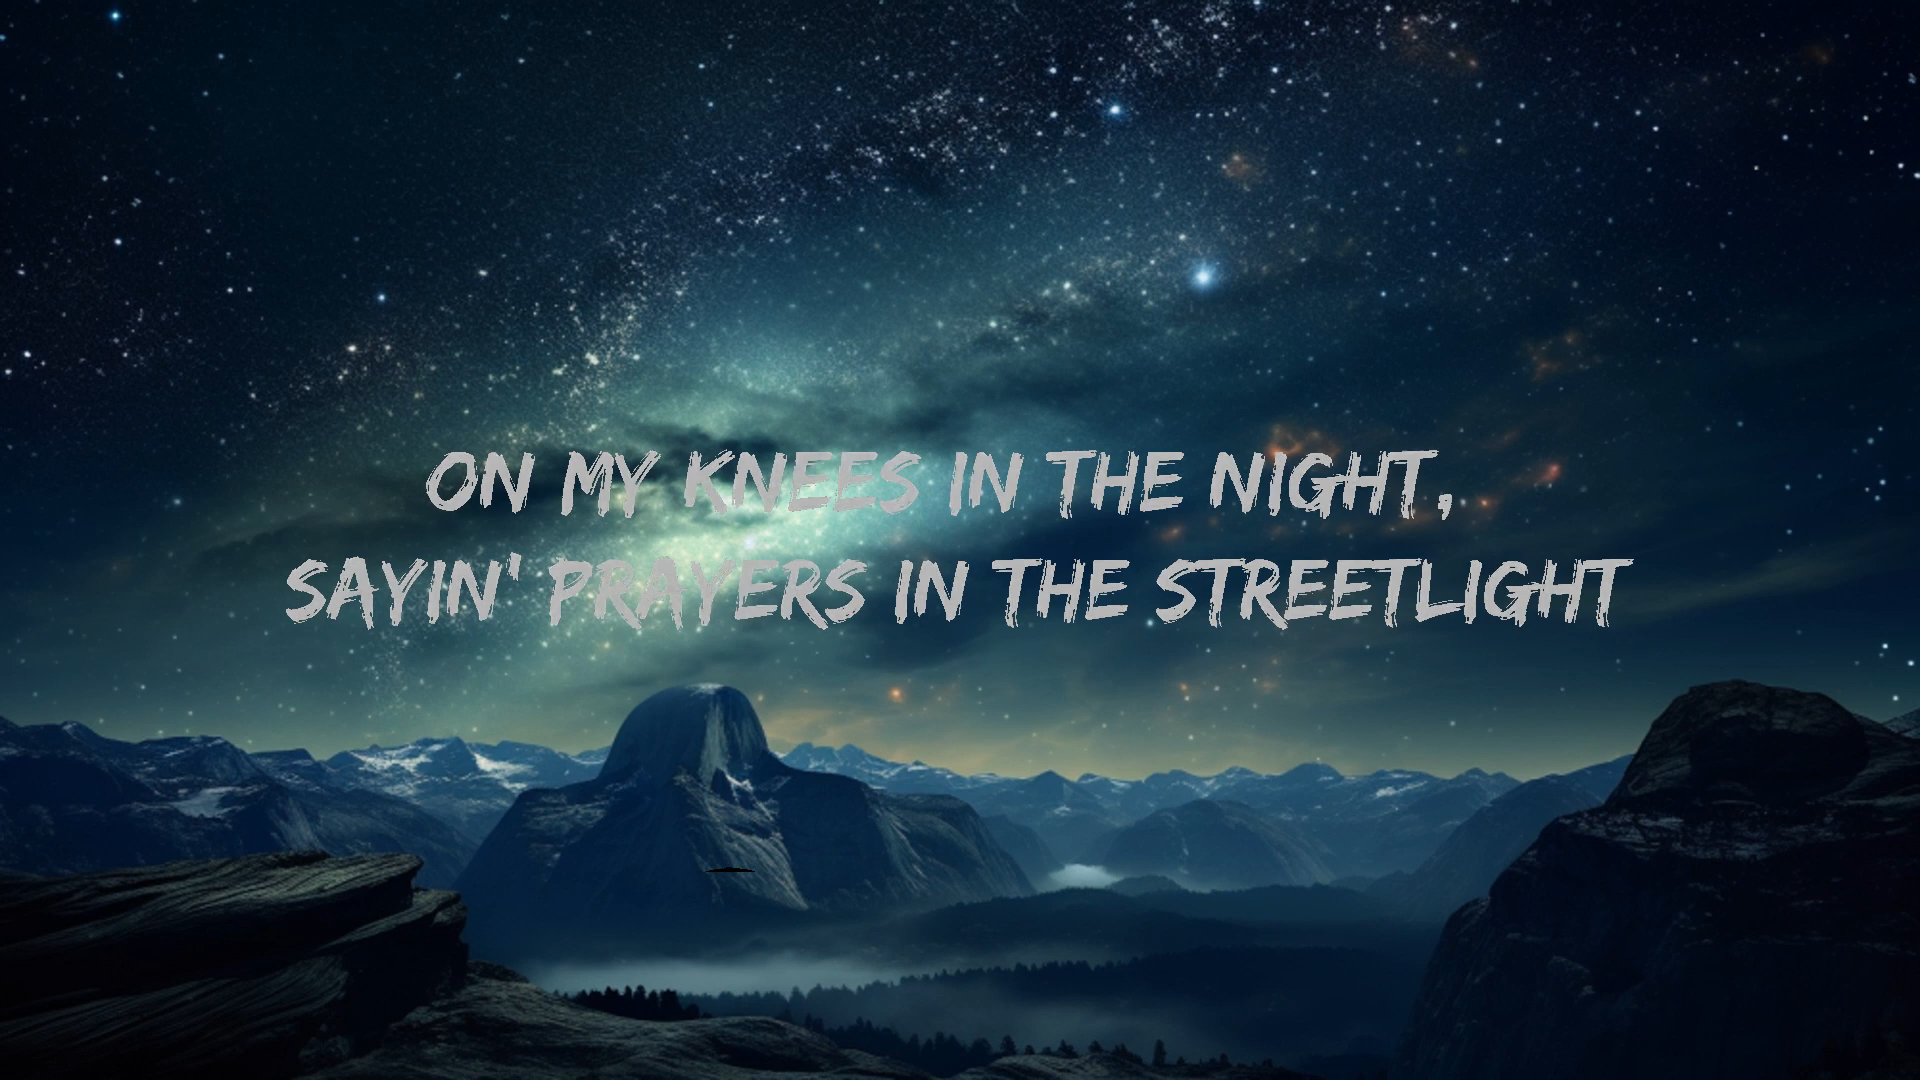 ON MY KNEES IN THE NIGHT,
SAYIN' PRAYERS IN THE STREETLIGHT